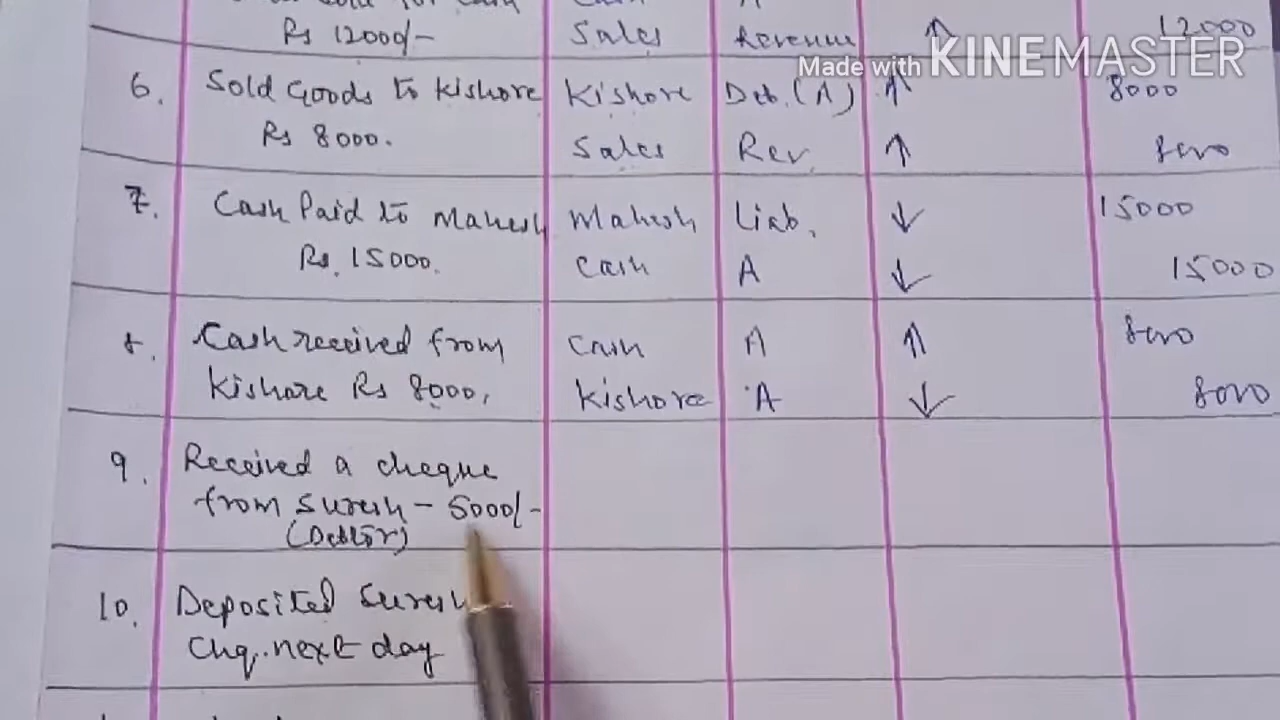 Rs 12000/- Sales Revenue ↑ 12000
Made with KINEMASTER
6. Sold Goods to Kishore Kishore Deb. (A) ↑ 8000
Rs 8000. Sales Rev. ↑ 8000
7. Cash Paid to Mahesh Mahesh Liab. ↓ 15000
Rs. 15000. Cash A ↓ 15000
8. Cash received from Cash A ↑ 8000
Kishore Rs 8000. Kishore A ↓ 8000
9. Received a cheque
from Suresh - 5000/-
(Debtor)
10. Deposited Suresh
Chq. next day